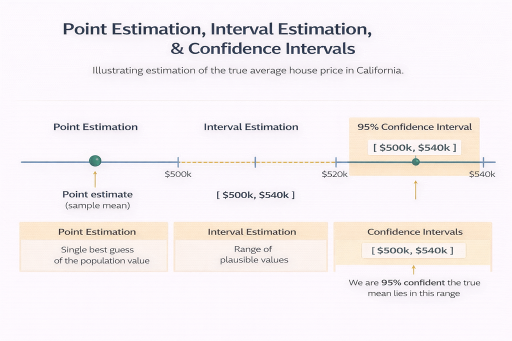 Point Estimation, Interval Estimation,
& Confidence Intervals
Illustrating estimation of the true average house price in California.
Point Estimation
Interval Estimation
95% Confidence Interval
[ $500k, $540k ]
$500k
$520k
$540k
Point estimate
(sample mean)
[ $500k, $540k ]
Point Estimation
Single best guess
of the population value
Interval Estimation
Range of
plausible values
Confidence Intervals
[ $500k, $540k ]
We are 95% confident the true
mean lies in this range